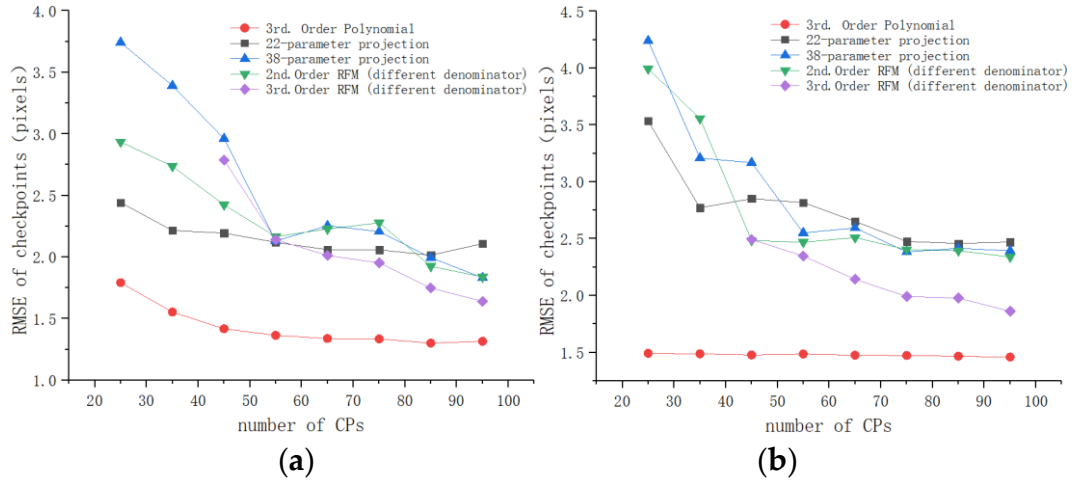 4.0
3.5
3.0
2.5
2.0
1.5
1.0
RMSE of checkpoints (pixels)
3rd. Order Polynomial
22-parameter projection
38-parameter projection
2nd.Order RFM (different denominator)
3rd.Order RFM (different denominator)
20 30 40 50 60 70 80 90 100
number of CPs
(a)
4.5
4.0
3.5
3.0
2.5
2.0
1.5
RMSE of checkpoints (pixels)
3rd. Order Polynomial
22-parameter projection
38-parameter projection
2nd.Order RFM (different denominator)
3rd.Order RFM (different denominator)
20 30 40 50 60 70 80 90 100
number of CPs
(b)